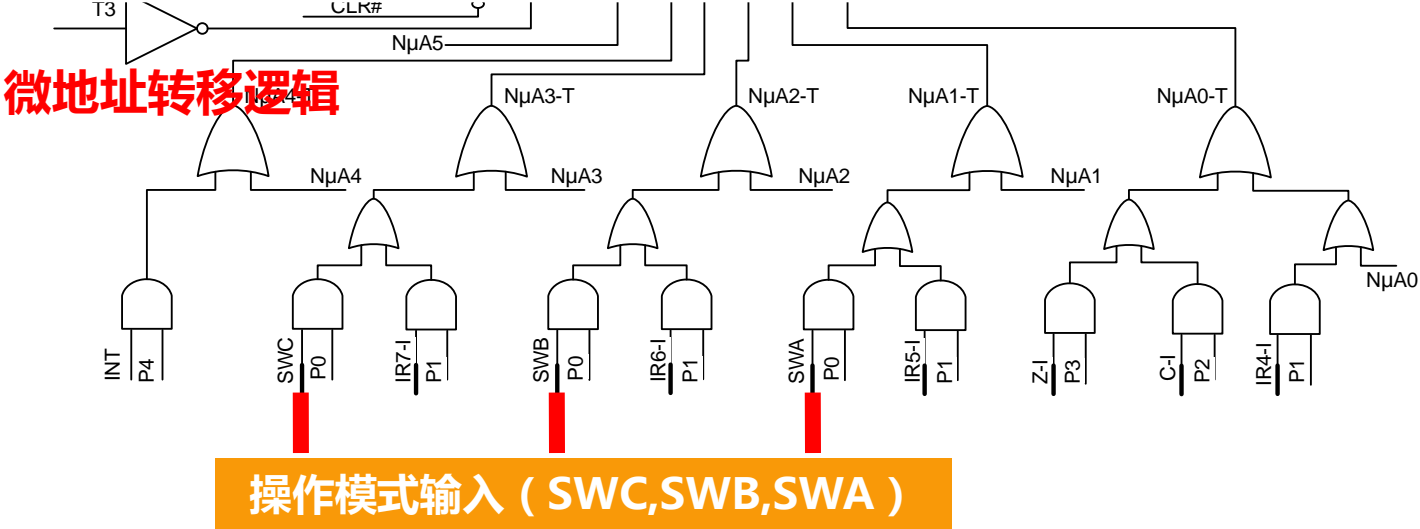 T3
CLR#
NμA5
微地址转移逻辑
NμA4-T
NμA3-T
NμA2-T
NμA1-T
NμA0-T
NμA4
NμA3
NμA2
NμA1
NμA0
INT
P4
SWC
P0
IR7-I
P1
SWB
P0
IR6-I
P1
SWA
P0
IR5-I
P1
Z-I
P3
C-I
P2
IR4-I
P1
操作模式输入（SWC,SWB,SWA）